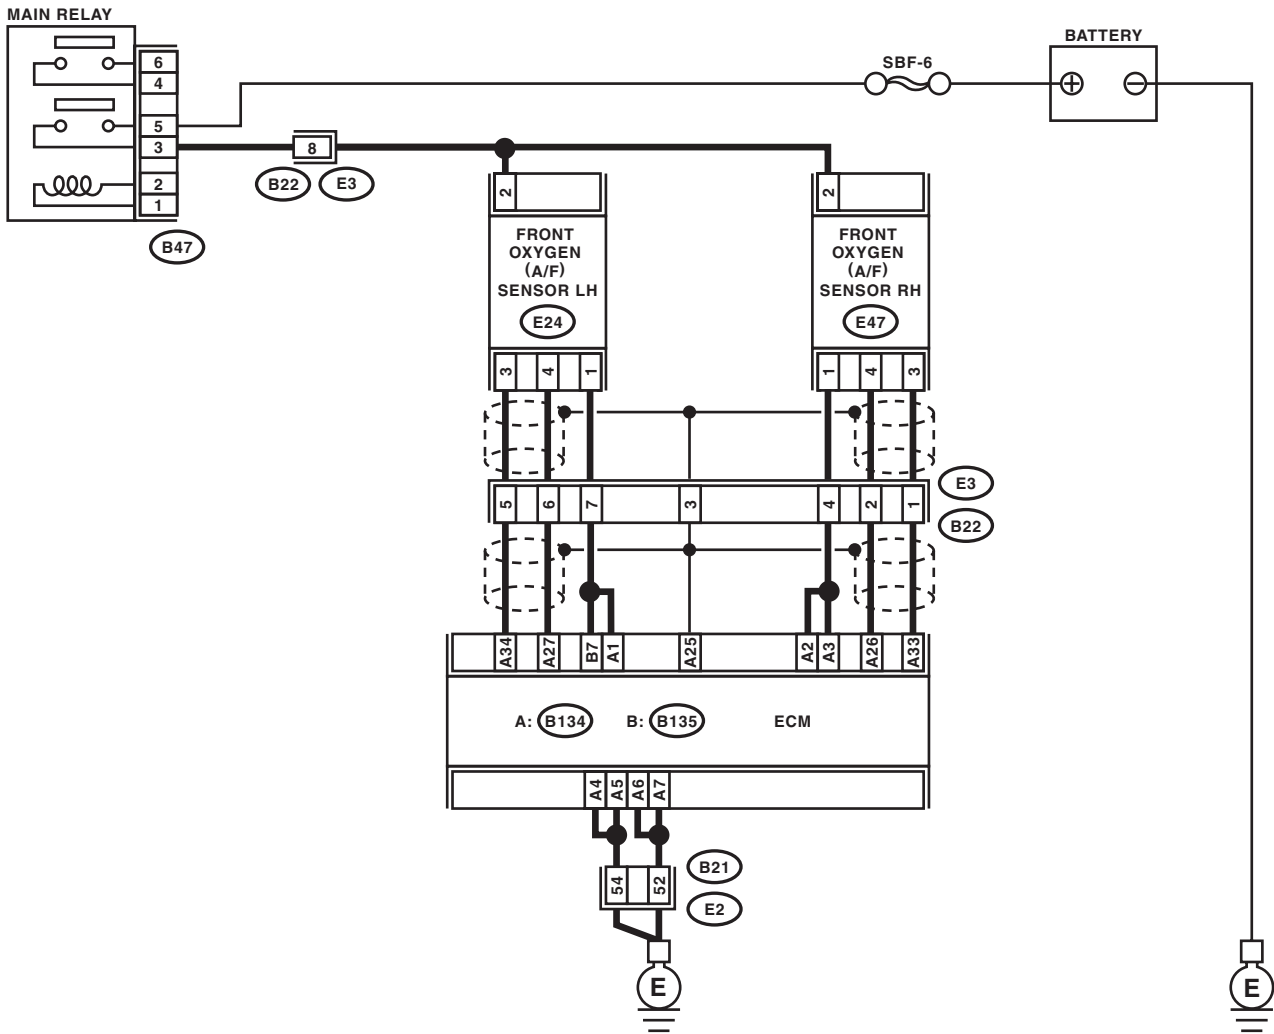 MAIN RELAY
BATTERY
SBF-6
6
4
5
3
2
1
B47
8
B22 E3
2
FRONT
OXYGEN
(A/F)
SENSOR LH
E24
3 4 1
2
FRONT
OXYGEN
(A/F)
SENSOR RH
E47
1 4 3
E3
5 6 7 3 4 2 1
B22
A34 A27 B7 A1 A25 A2 A3 A26 A33
A: B134 B: B135 ECM
A4 A5 A6 A7
B21
54 52
E2
E
E